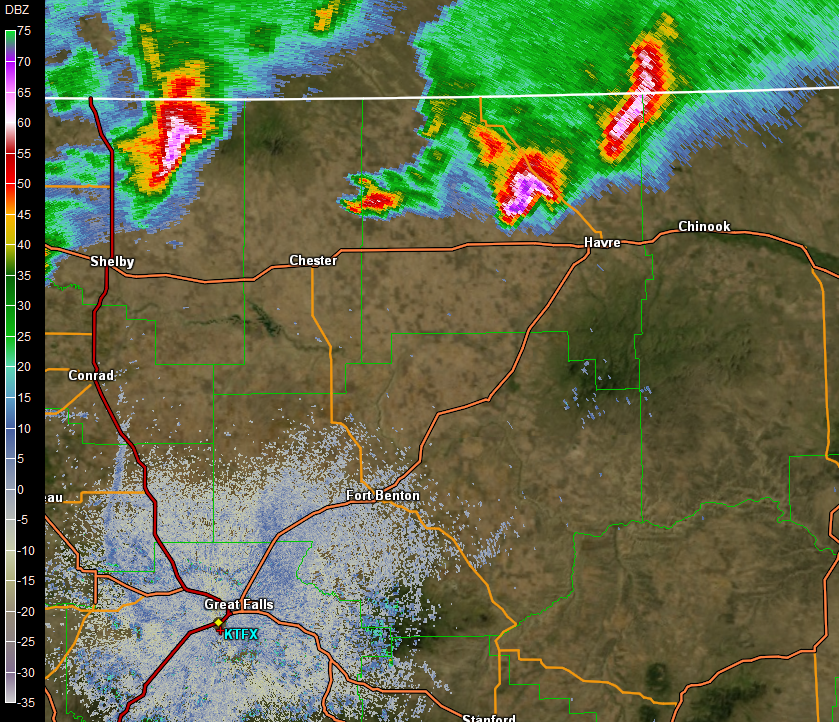 DBZ
75
70
65
60
55
50
45
40
35
30
25
20
15
10
5
0
-5
-10
-15
-20
-25
-30
-35
Chinook
Havre
Shelby
Chester
Conrad
Fort Benton
au
Great Falls
KTFX
Stanford